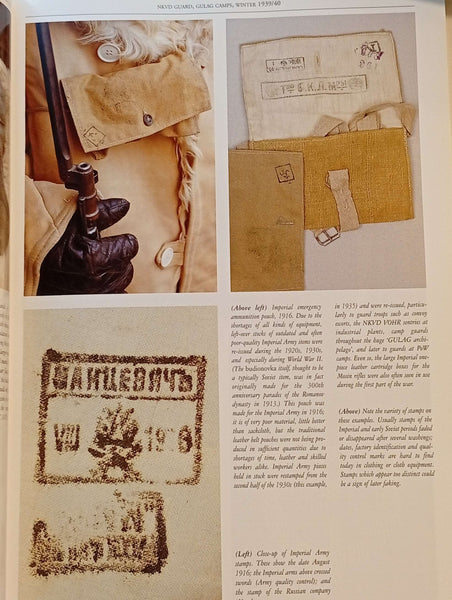 NKVD GUARD, GULAG CAMPS, WINTER 1939/40
(Above left) Imperial emergency
ammunition pouch, 1916. Due to the
shortages of all kinds of equipment,
left-over stocks of outdated and often
poor-quality Imperial Army items were
re-issued during the 1920s, 1930s,
and especially during World War II.
(The budionovka itself, thought to be
a typically Soviet item, was in fact
originally made for the 300th
anniversary parades of the Romanov
dynasty in 1913.) This pouch was
made for the Imperial Army in 1916;
it is of very poor material, little better
than sackcloth, but the traditional
leather belt pouches were not being pro-
duced in sufficient quantities due to
shortages of time, leather and skilled
workers alike. Imperial Army pouches
held in stock were restamped from the
second half of the 1930s (this example,
in 1935) and were re-issued, particu-
larly to guard troops such as convoy
escorts, the NKVD VOHR sentries at
industrial plants, camp guards
throughout the huge 'GULAG archi-
pelago', and later to guards at PoW
camps. Even so, the large Imperial one-
piece leather cartridge boxes for the
Mosin rifles were also often seen in use
during the first part of the war.
(Above) Note the variety of stamps on
these examples. Usually stamps of the
Imperial and early Soviet periods faded
or disappeared after several washings;
dates, factory identification and quality
control marks are hard to find
today in clothing or cloth equipment.
Stamps which appear too distinct could
be a sign of later faking.
ШАНЦЕВИЧЪ
VIII 1916
(Left) Close-up of Imperial Army
stamps. These show the date August
1916; the Imperial arms above crossed
swords (Army quality control); and
the stamp of the Russian company